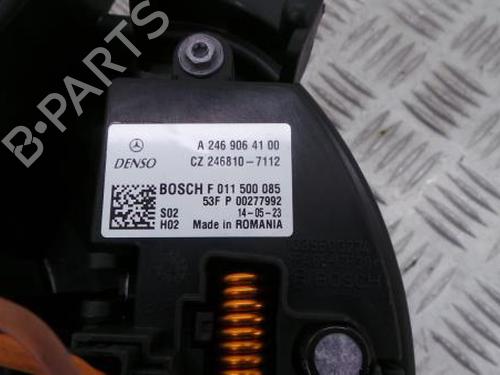 A 246 906 41 00
DENSO CZ 246810-7112
BOSCH F 011 500 085
53F P 00277992
S02 14-05-23
H02 Made in ROMANIA